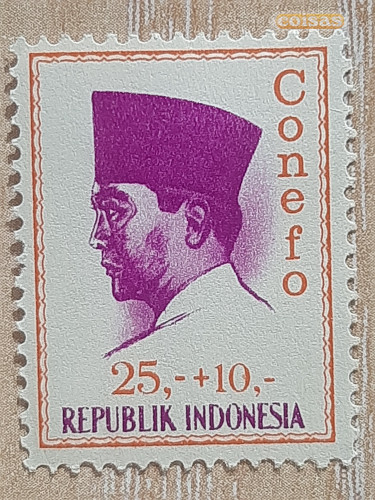 coisas
Conefo
25,-+10,-
REPUBLIK INDONESIA